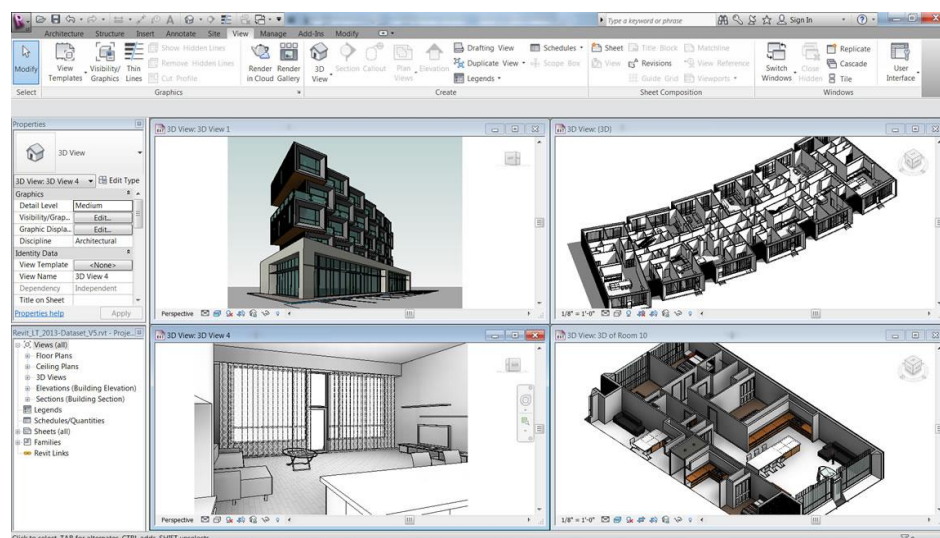 Type a keyword or phrase
Sign In
Architecture Structure Insert Annotate Site View Manage Add-Ins Modify
Modify
View Templates
Visibility/ Graphics
Thin Lines
Show Hidden Lines
Remove Hidden Lines
Cut Profile
Render in Cloud
Render Gallery
3D View
Section
Callout
Plan Views
Elevation
Drafting View
Duplicate View
Legends
Schedules
Scope Box
Sheet
View
Title Block
Revisions
Guide Grid
Matchline
View Reference
Viewports
Switch Windows
Close Hidden
Replicate
Cascade
Tile
User Interface
Select Graphics Create Sheet Composition Windows
Properties
3D View
3D View: 3D View 4 Edit Type
Graphics
Detail Level Medium
Visibility/Grap... Edit...
Graphic Displa... Edit...
Discipline Architectural
Identity Data
View Template <None>
View Name 3D View 4
Dependency Independent
Title on Sheet
Properties help Apply
Revit_LT_2013-Dataset_V5.rvt - Proje...
Views (all)
Floor Plans
Ceiling Plans
3D Views
Elevations (Building Elevation)
Sections (Building Section)
Legends
Schedules/Quantities
Sheets (all)
Families
Revit Links
3D View: 3D View 1
Perspective
3D View: (3D)
1/8" = 1'-0"
3D View: 3D View 4
Perspective
3D View: 3D of Room 10
1/8" = 1'-0"